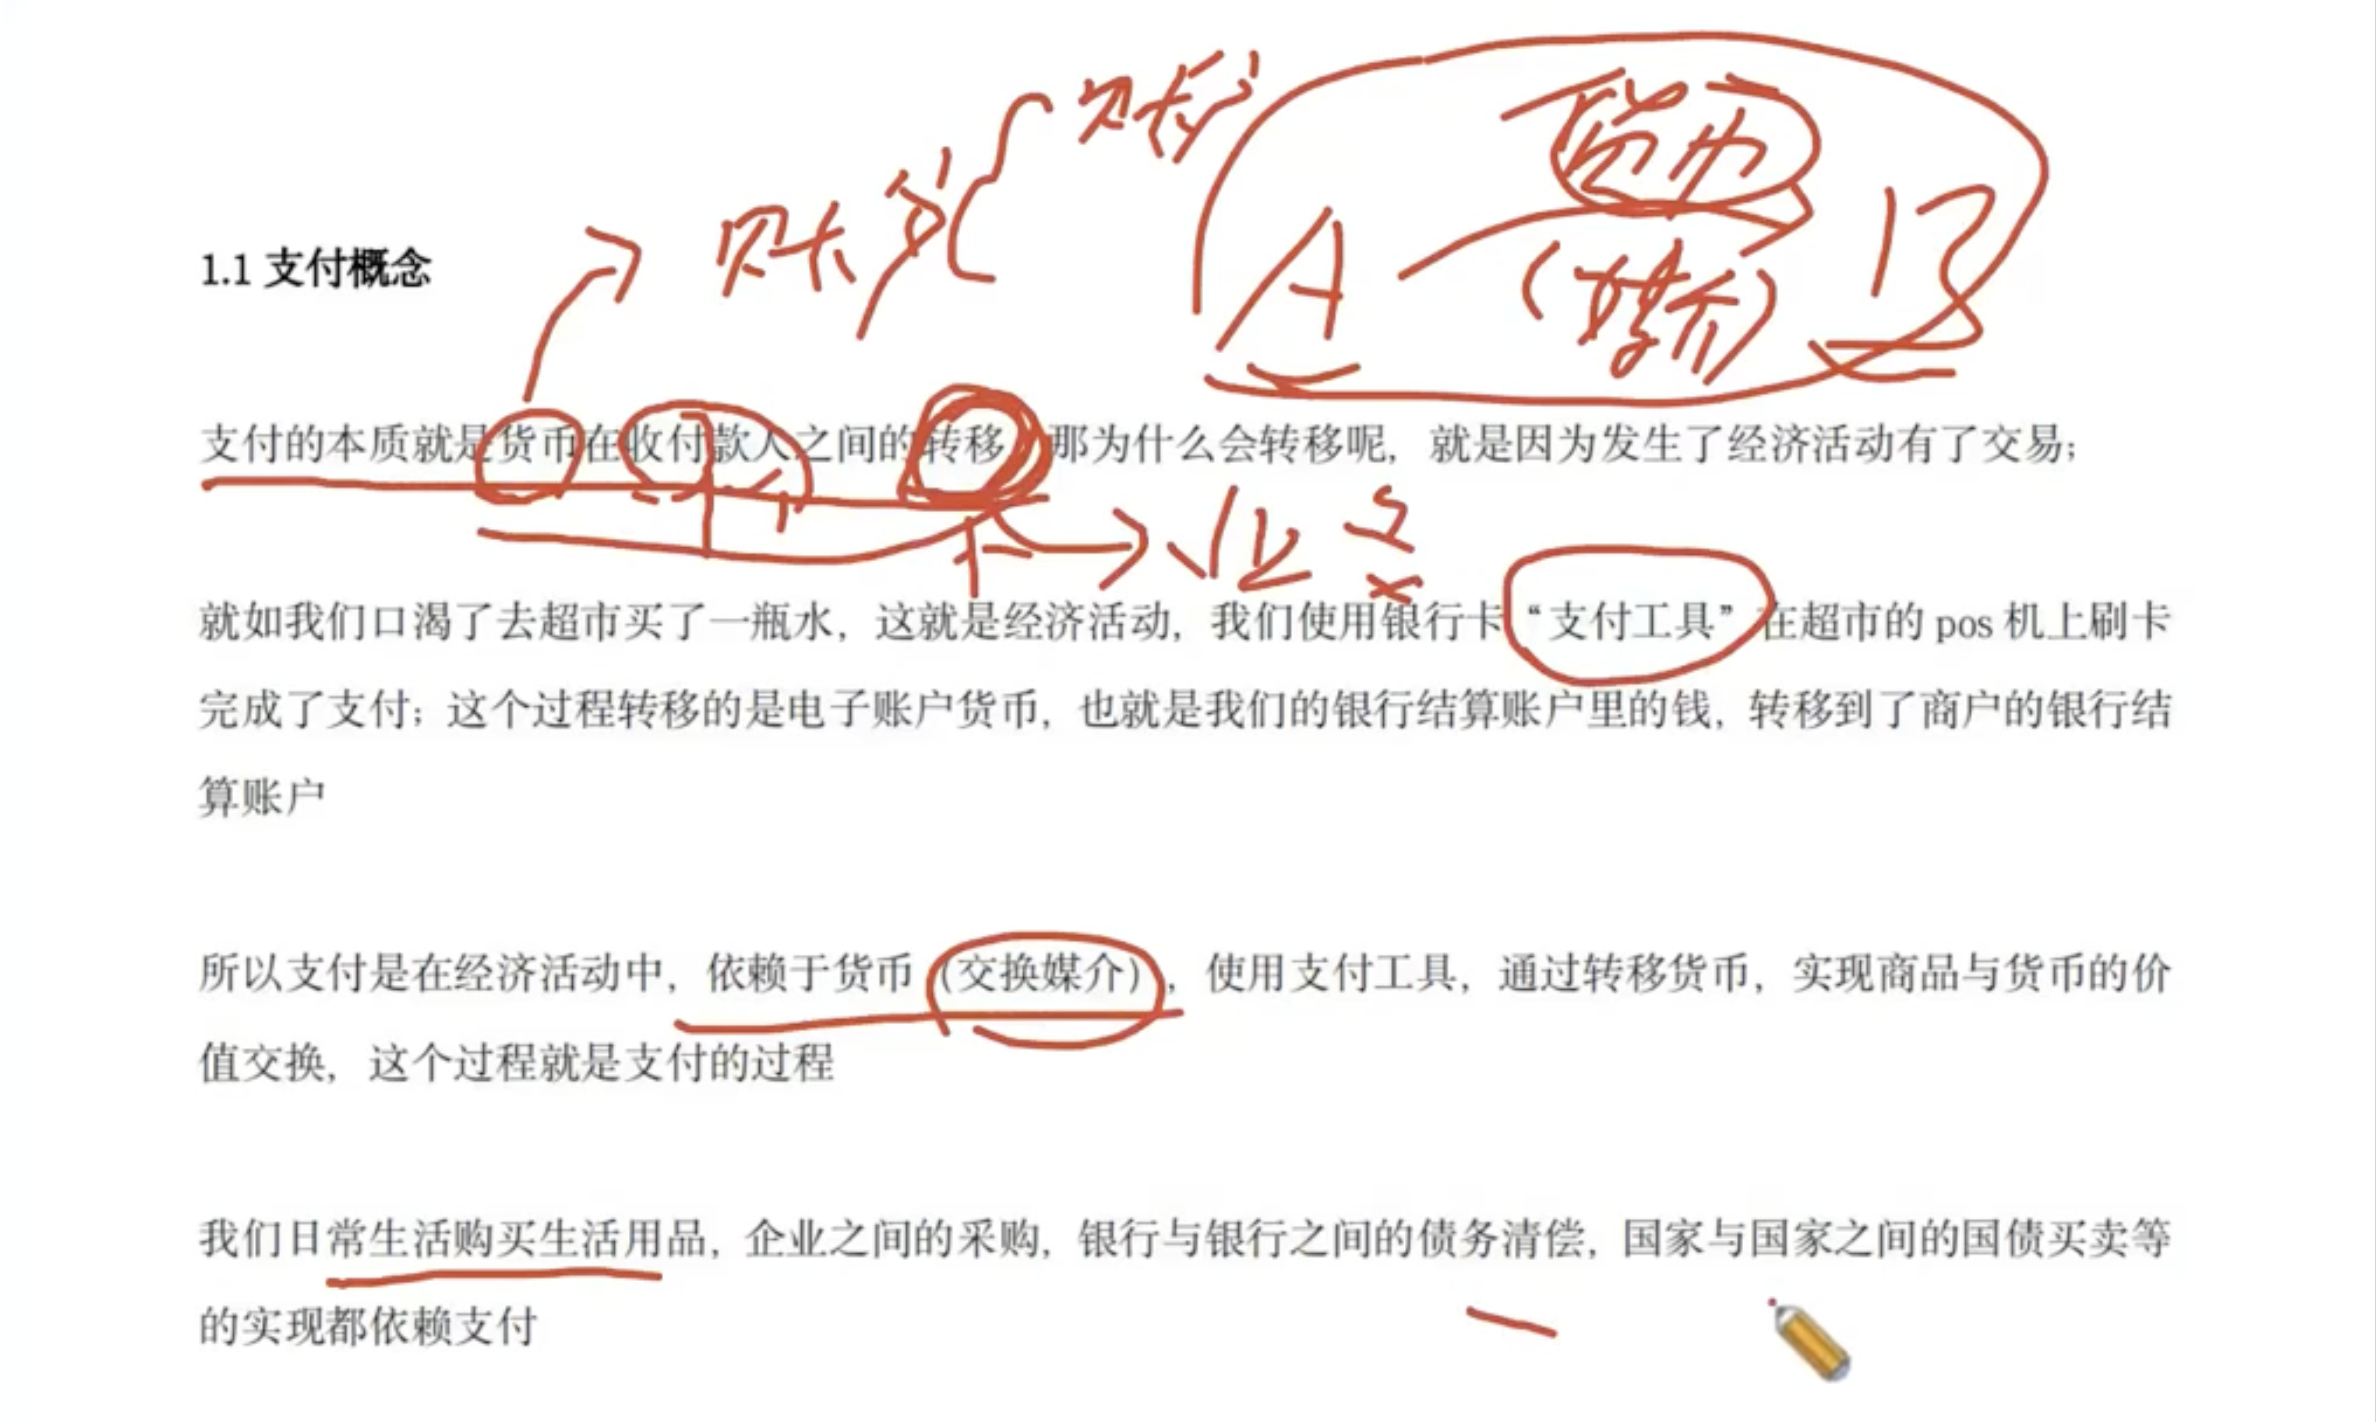 账户
账户
货币
A
B
(媒介)
1.1 支付概念
支付的本质就是货币在收付款人之间的转移，那为什么会转移呢，就是因为发生了经济活动有了交易；
业务
就如我们口渴了去超市买了一瓶水，这就是经济活动，我们使用银行卡“支付工具”在超市的 pos 机上刷卡
完成了支付；这个过程转移的是电子账户货币，也就是我们的银行结算账户里的钱，转移到了商户的银行结
算账户
所以支付是在经济活动中，依赖于货币（交换媒介），使用支付工具，通过转移货币，实现商品与货币的价
值交换，这个过程就是支付的过程
我们日常生活购买生活用品，企业之间的采购，银行与银行之间的债务清偿，国家与国家之间的国债买卖等
的实现都依赖支付